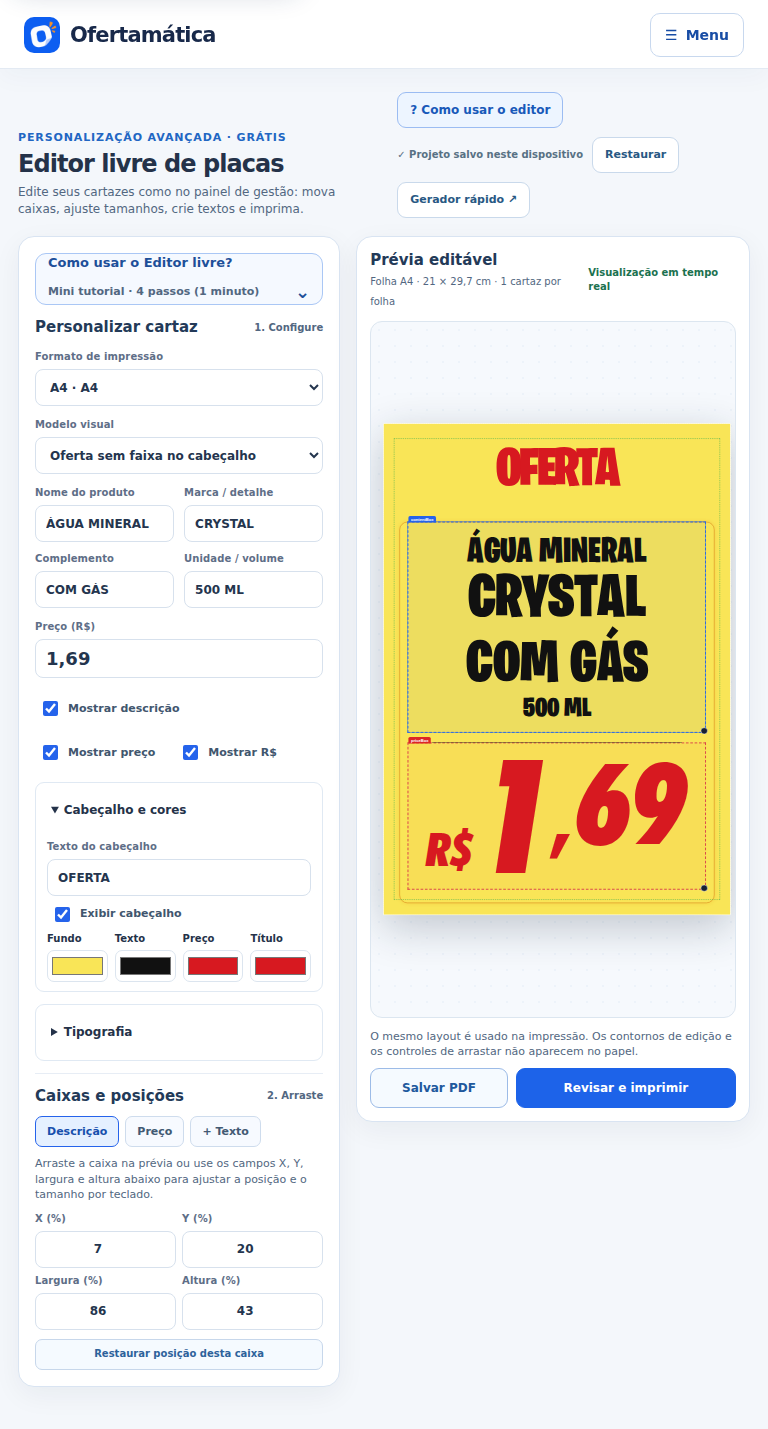 Ofertamática
☰ Menu
PERSONALIZAÇÃO AVANÇADA · GRÁTIS
Editor livre de placas
Edite seus cartazes como no painel de gestão: mova
caixas, ajuste tamanhos, crie textos e imprima.
? Como usar o editor
✓ Projeto salvo neste dispositivo
Restaurar
Gerador rápido ↗
Como usar o Editor livre?
Mini tutorial · 4 passos (1 minuto)
Personalizar cartaz
1. Configure
Formato de impressão
A4 · A4
Modelo visual
Oferta sem faixa no cabeçalho
Nome do produto
Marca / detalhe
ÁGUA MINERAL
CRYSTAL
Complemento
Unidade / volume
COM GÁS
500 ML
Preço (R$)
1,69
Mostrar descrição
Mostrar preço
Mostrar R$
▼ Cabeçalho e cores
Texto do cabeçalho
OFERTA
Exibir cabeçalho
Fundo
Texto
Preço
Título
▶ Tipografia
Caixas e posições
2. Arraste
Descrição
Preço
+ Texto
Arraste a caixa na prévia ou use os campos X, Y,
largura e altura abaixo para ajustar a posição e o
tamanho por teclado.
X (%)
Y (%)
7
20
Largura (%)
Altura (%)
86
43
Restaurar posição desta caixa
Prévia editável
Folha A4 · 21 × 29,7 cm · 1 cartaz por
folha
Visualização em tempo
real
OFERTA
ÁGUA MINERAL
CRYSTAL
COM GÁS
500 ML
R$ 1,69
O mesmo layout é usado na impressão. Os contornos de edição e
os controles de arrastar não aparecem no papel.
Salvar PDF
Revisar e imprimir